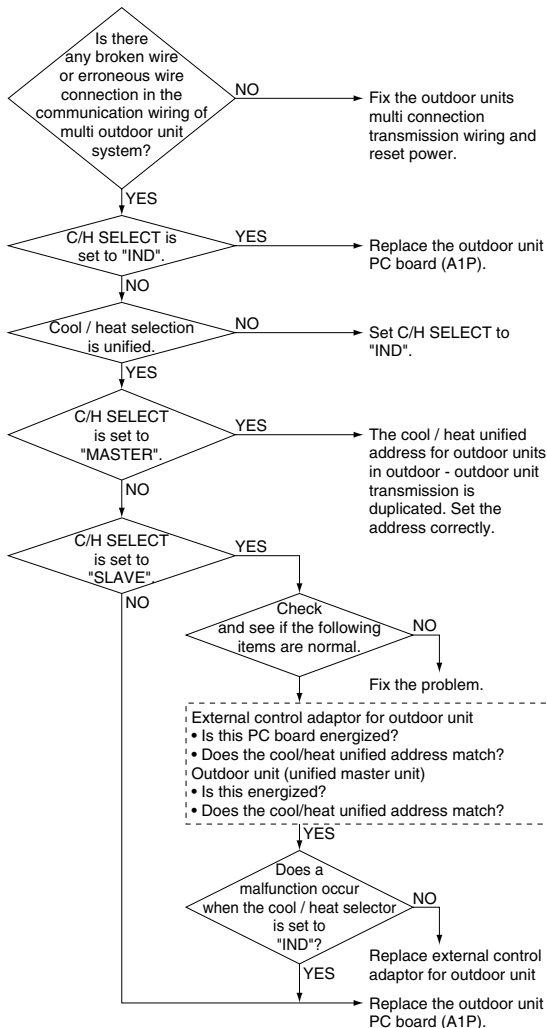 Is there
any broken wire
or erroneous wire
connection in the
communication wiring of
multi outdoor unit
system?
NO
Fix the outdoor units
multi connection
transmission wiring and
reset power.
YES
C/H SELECT is
set to "IND".
YES
Replace the outdoor unit
PC board (A1P).
NO
Cool / heat selection
is unified.
NO
Set C/H SELECT to
"IND".
YES
C/H SELECT
is set to
"MASTER".
YES
The cool / heat unified
address for outdoor units
in outdoor - outdoor unit
transmission is
duplicated. Set the
address correctly.
NO
C/H SELECT
is set to
"SLAVE".
YES
NO
Check
and see if the following
items are normal.
NO
Fix the problem.
External control adaptor for outdoor unit
• Is this PC board energized?
• Does the cool/heat unified address match?
Outdoor unit (unified master unit)
• Is this energized?
• Does the cool/heat unified address match?
YES
Does a
malfunction occur
when the cool / heat selector
is set to
"IND"?
NO
Replace external control
adaptor for outdoor unit
YES
Replace the outdoor unit
PC board (A1P).